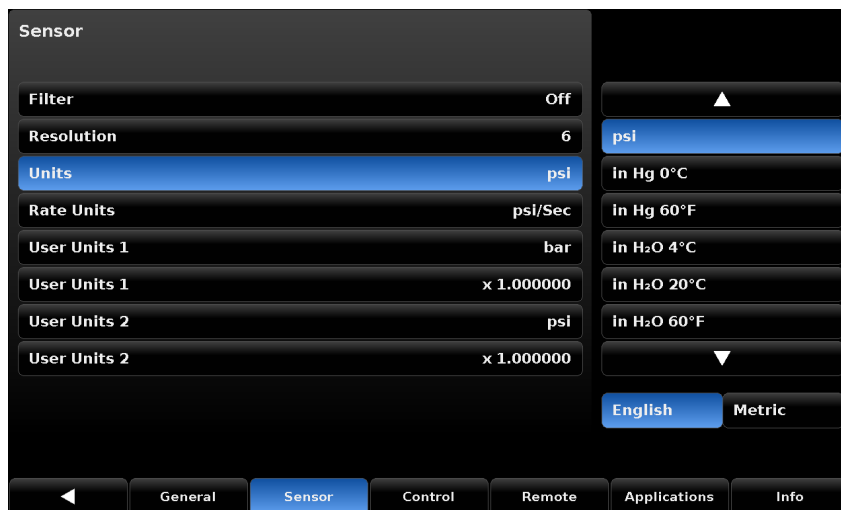 Sensor
Filter Off
Resolution 6
Units psi
Rate Units psi/Sec
User Units 1 bar
User Units 1 x 1.000000
User Units 2 psi
User Units 2 x 1.000000
psi
in Hg 0°C
in Hg 60°F
in H₂O 4°C
in H₂O 20°C
in H₂O 60°F
English Metric
General Sensor Control Remote Applications Info